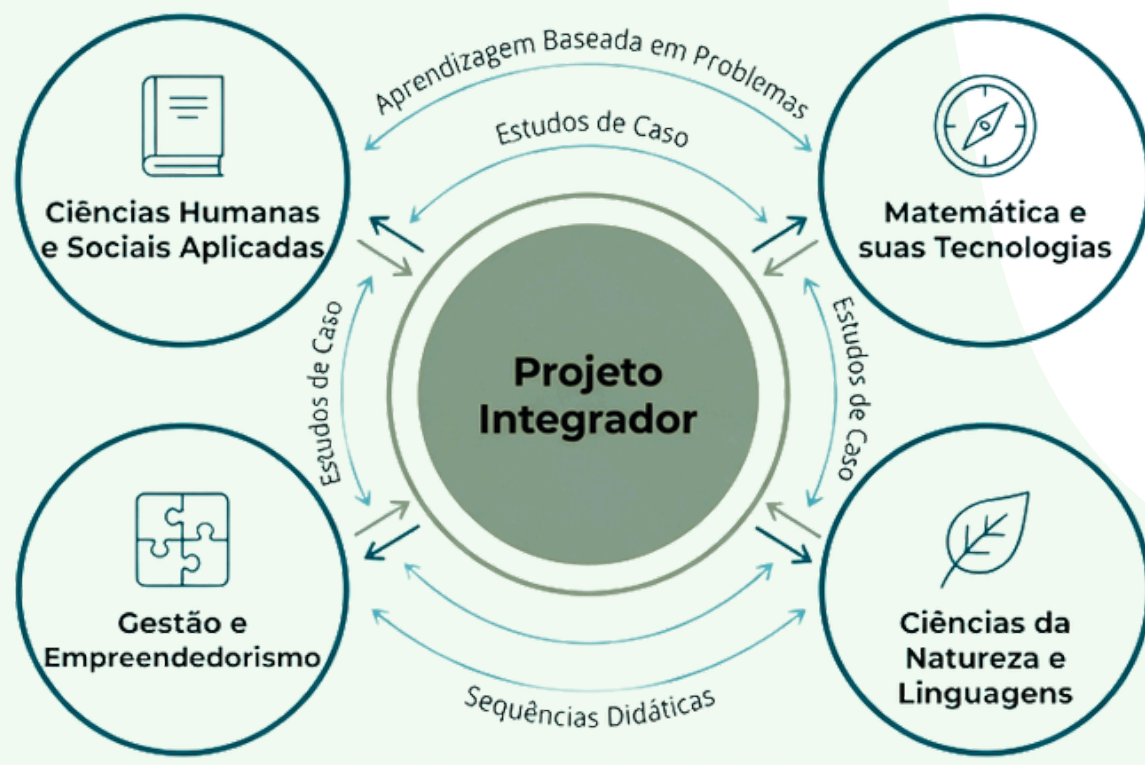 Aprendizagem Baseada em Problemas
Estudos de Caso
Ciências Humanas
e Sociais Aplicadas
Matemática e
suas Tecnologias
Estudos de Caso
Projeto
Integrador
Estudos de Caso
Gestão e
Empreendedorismo
Ciências da
Natureza e
Linguagens
Sequências Didáticas